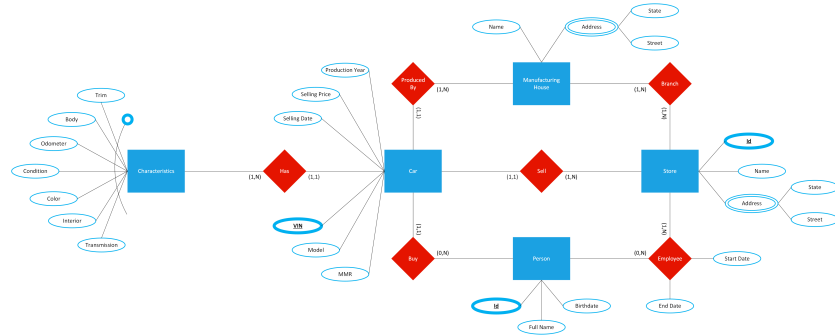 State
Name
Address
Street
Production Year
Produced
By
(1,N)
Manufacturing
House
(1,N)
Branch
Trim
Selling Price
Body
Selling Date
(1,1)
(1,N)
Odometer
Id
Condition
Characteristics
(1,N)
Has
(1,1)
Car
(1,1)
Sell
(1,N)
Store
Name
Color
State
Address
Interior
Street
VIN
(1,1)
(1,N)
Transmission
Model
Buy
(0,N)
Person
(0,N)
Employee
Start Date
MMR
Id
Birthdate
End Date
Full Name